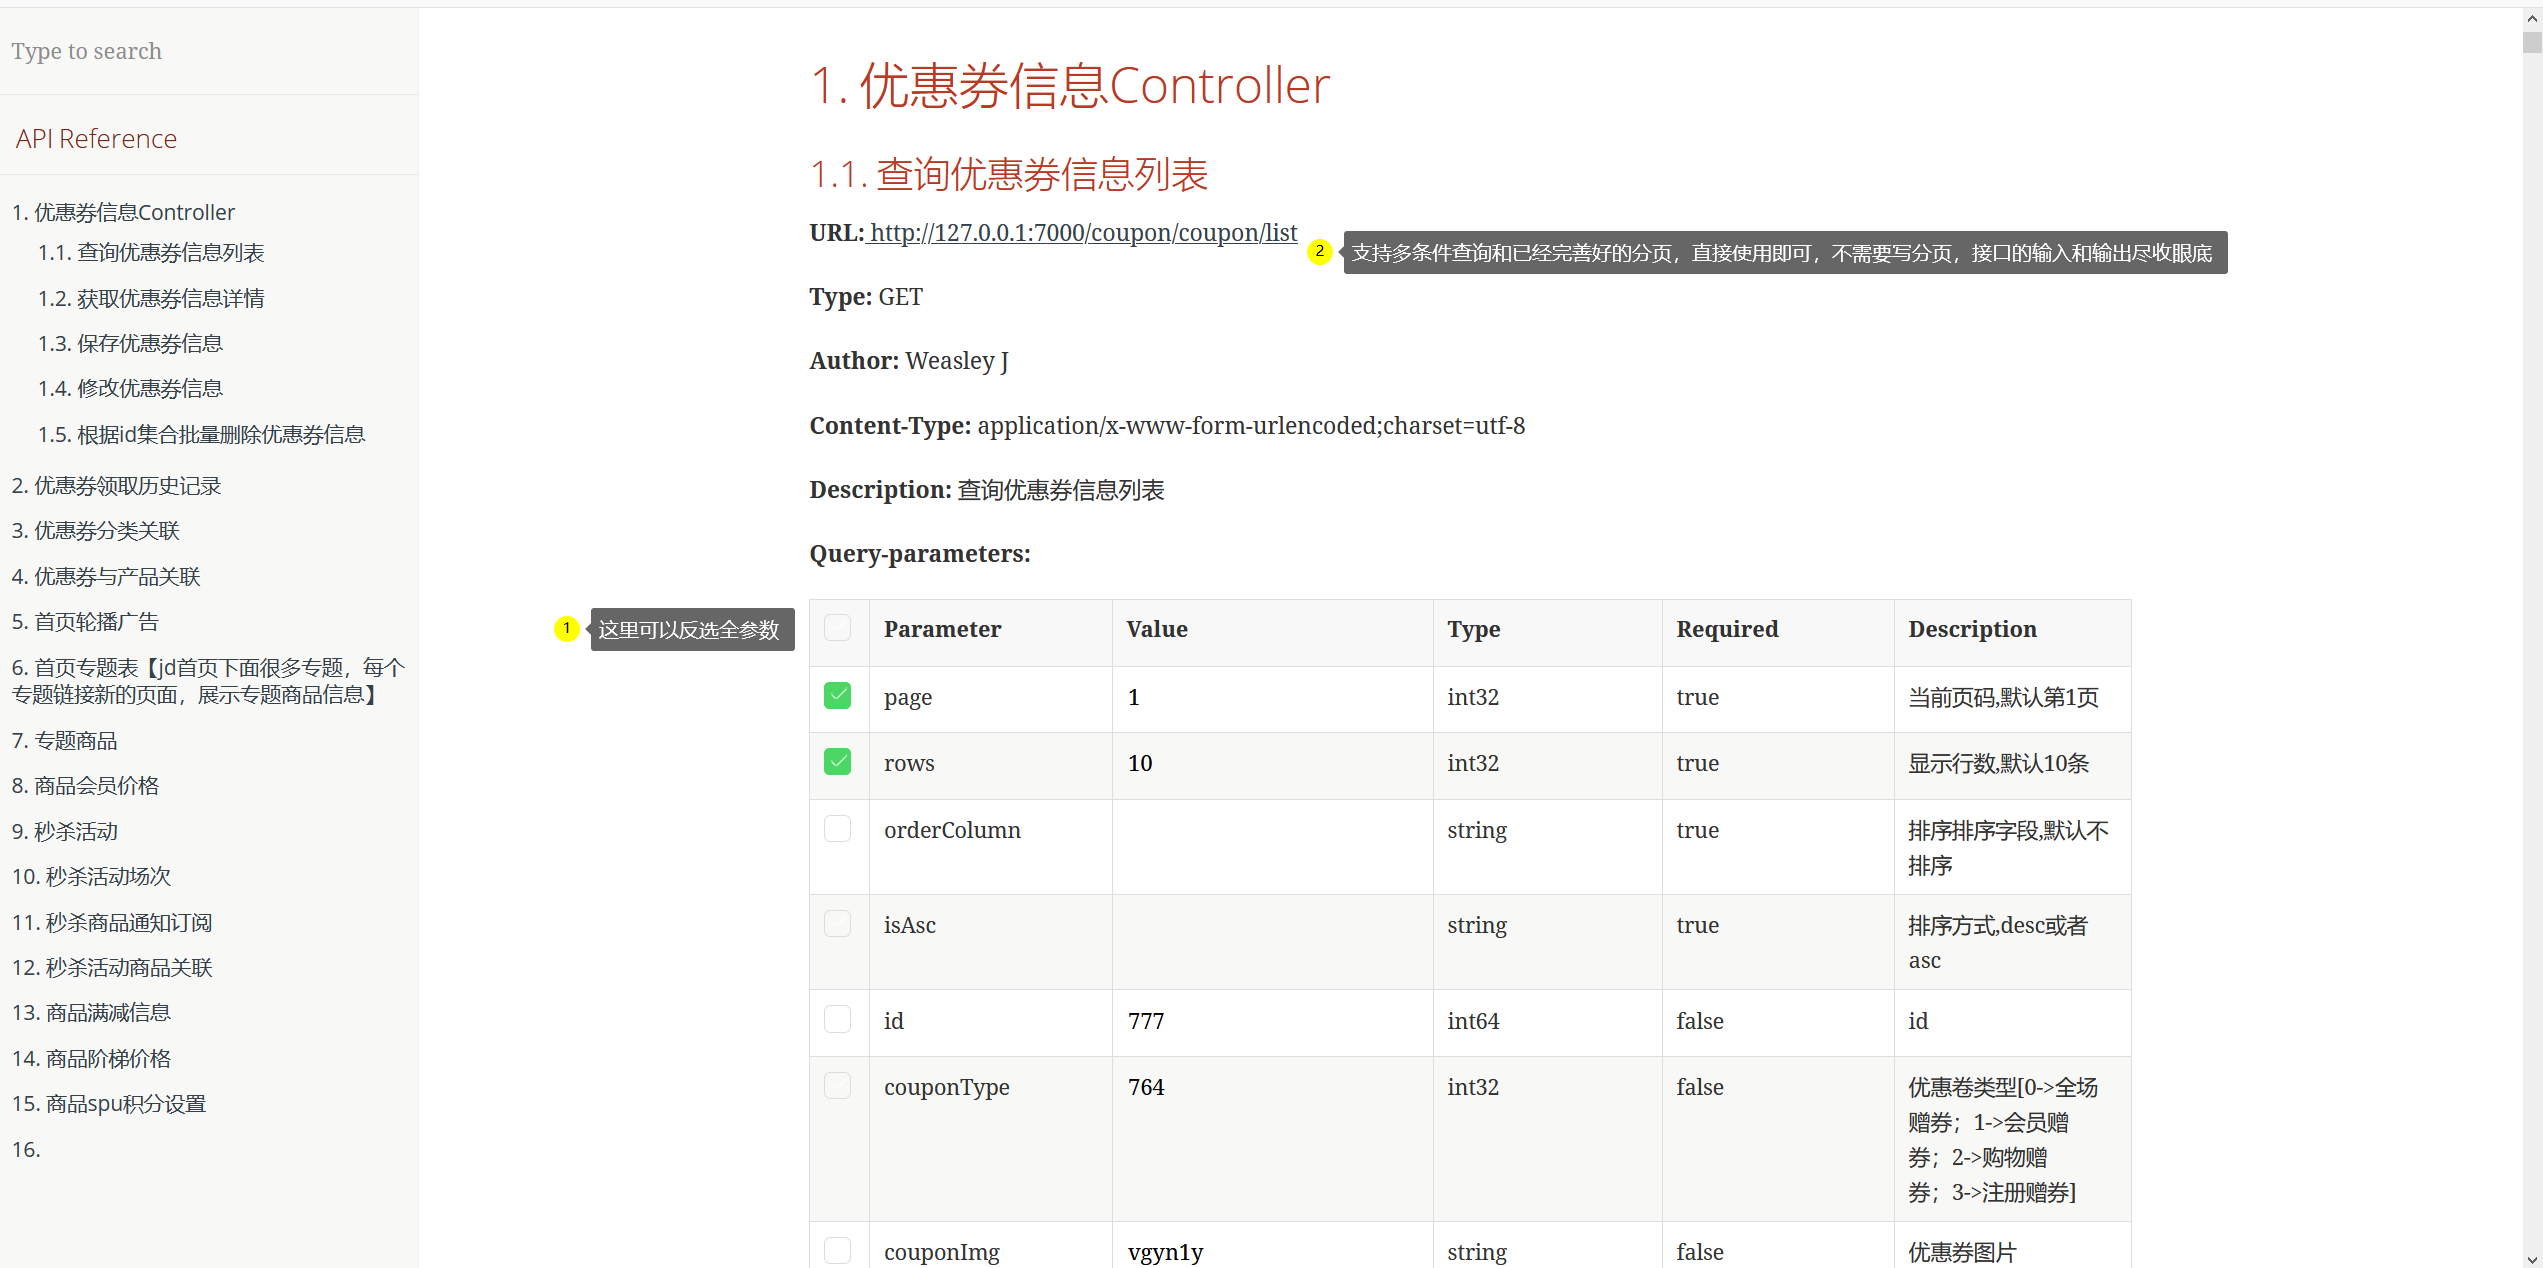 Type to search
API Reference
1. 优惠券信息Controller
1.1. 查询优惠券信息列表
1.2. 获取优惠券信息详情
1.3. 保存优惠券信息
1.4. 修改优惠券信息
1.5. 根据id集合批量删除优惠券信息
2. 优惠券领取历史记录
3. 优惠券分类关联
4. 优惠券与产品关联
5. 首页轮播广告
6. 首页专题表【jd首页下面很多专题，每个
专题链接新的页面，展示专题商品信息】
7. 专题商品
8. 商品会员价格
9. 秒杀活动
10. 秒杀活动场次
11. 秒杀商品通知订阅
12. 秒杀活动商品关联
13. 商品满减信息
14. 商品阶梯价格
15. 商品spu积分设置
16.
1. 优惠券信息Controller
1.1. 查询优惠券信息列表
URL: http://127.0.0.1:7000/coupon/coupon/list
2 支持多条件查询和已经完善好的分页，直接使用即可，不需要写分页，接口的输入和输出尽收眼底
Type: GET
Author: Weasley J
Content-Type: application/x-www-form-urlencoded;charset=utf-8
Description: 查询优惠券信息列表
Query-parameters:
1 这里可以反选全参数
Parameter Value Type Required Description
page 1 int32 true 当前页码,默认第1页
rows 10 int32 true 显示行数,默认10条
orderColumn string true 排序排序字段,默认不
排序
isAsc string true 排序方式,desc或者
asc
id 777 int64 false id
couponType 764 int32 false 优惠卷类型[0->全场
赠券；1->会员赠
券；2->购物赠
券；3->注册赠券]
couponImg vgyn1y string false 优惠券图片